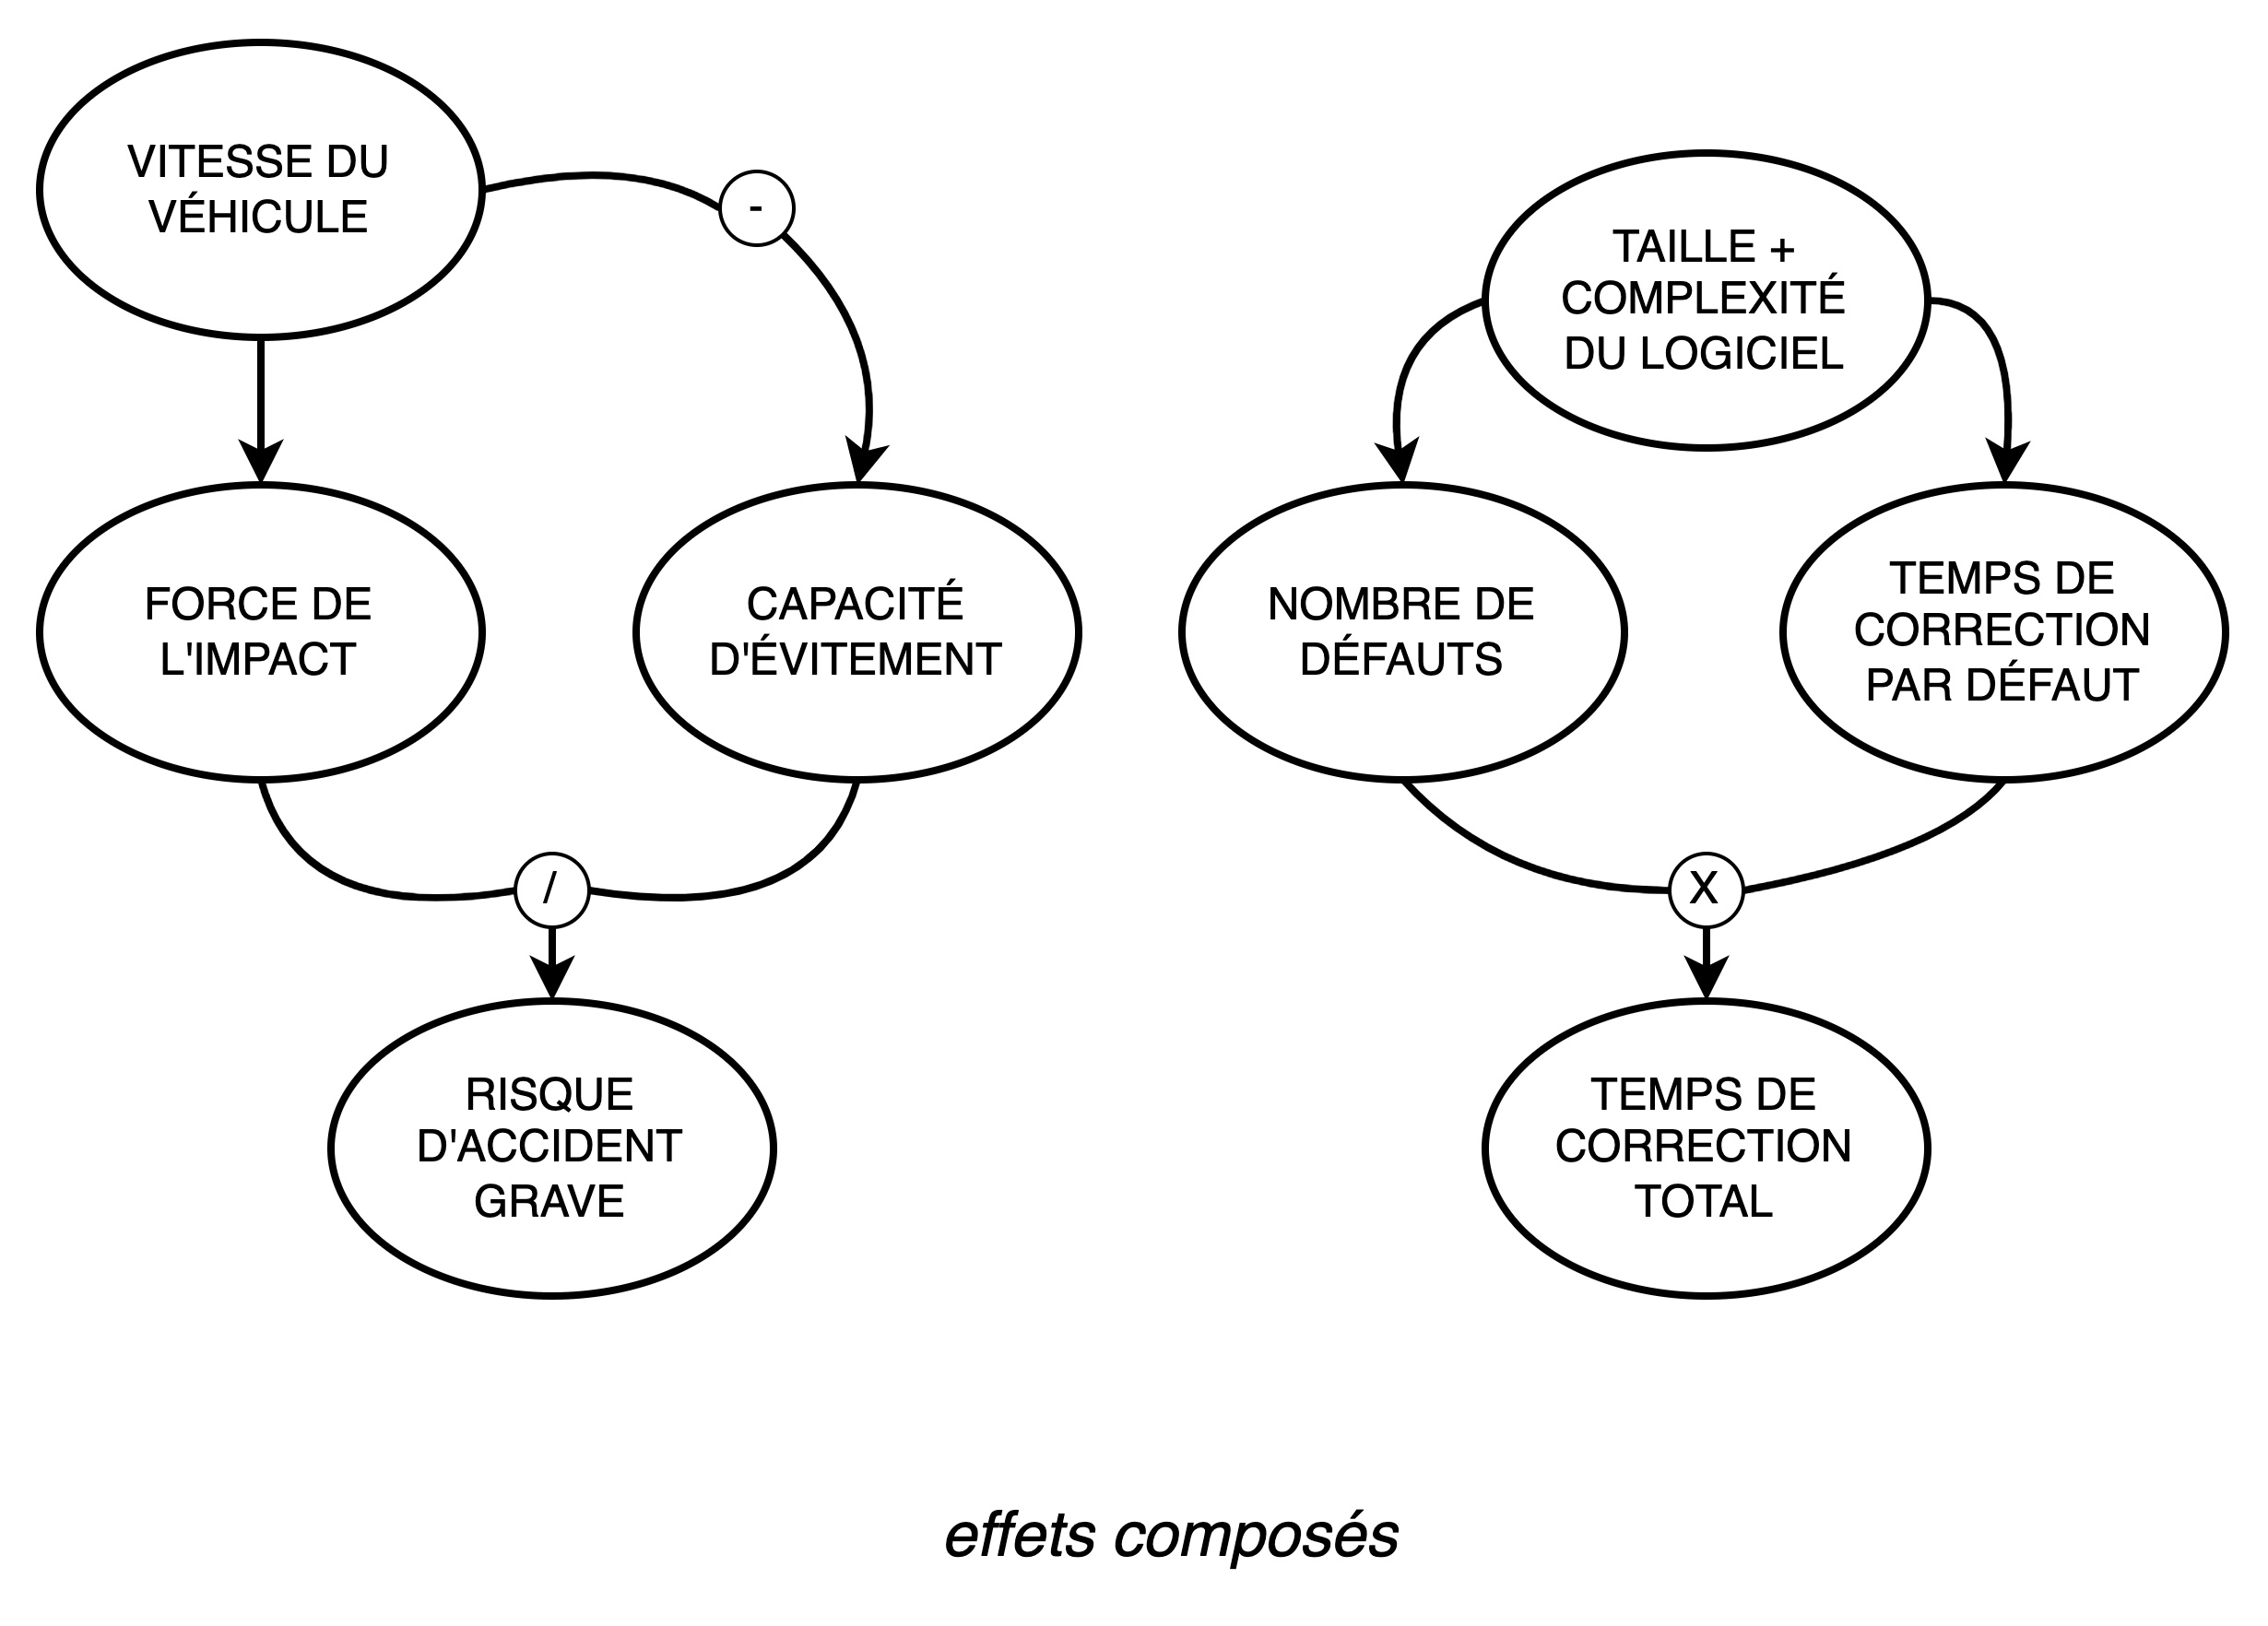 VITESSE DU
VÉHICULE
-
TAILLE +
COMPLEXITÉ
DU LOGICIEL
FORCE DE
L'IMPACT
CAPACITÉ
D'ÉVITEMENT
NOMBRE DE
DÉFAUTS
TEMPS DE
CORRECTION
PAR DÉFAUT
/
X
RISQUE
D'ACCIDENT
GRAVE
TEMPS DE
CORRECTION
TOTAL
effets composés